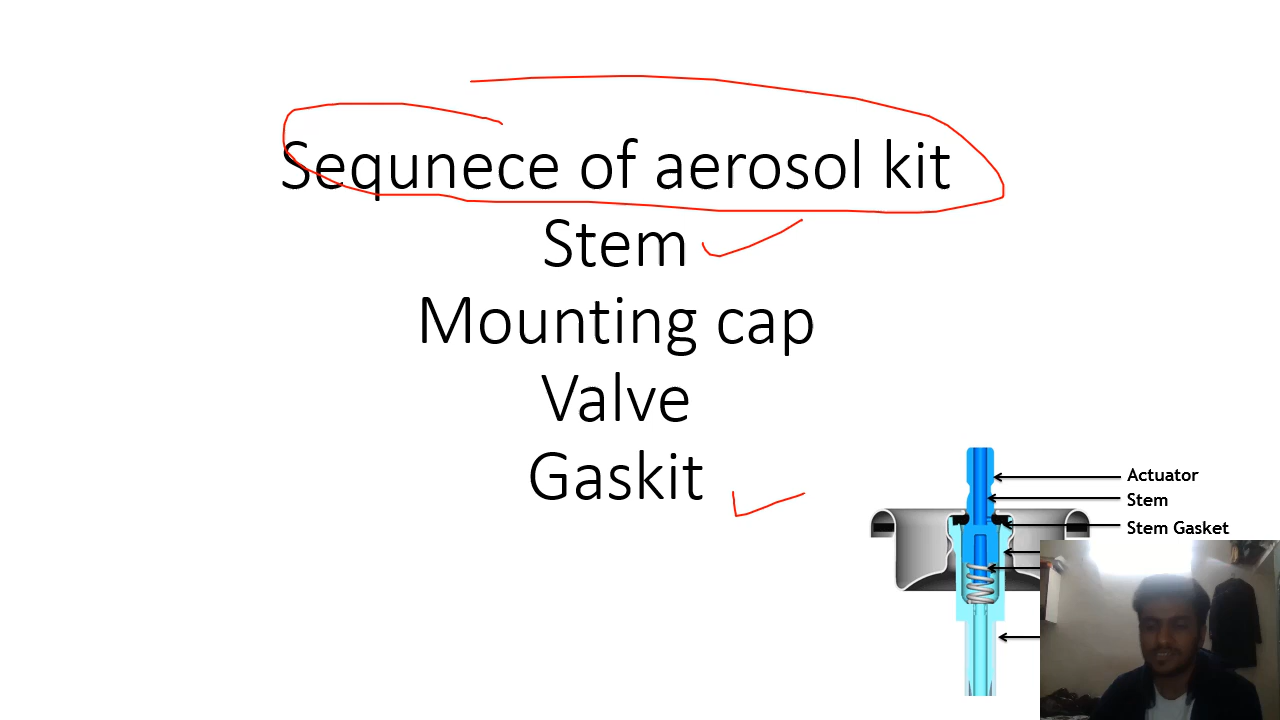 Sequnece of aerosol kit
Stem
Mounting cap
Valve
Gaskit
Actuator
Stem
Stem Gasket